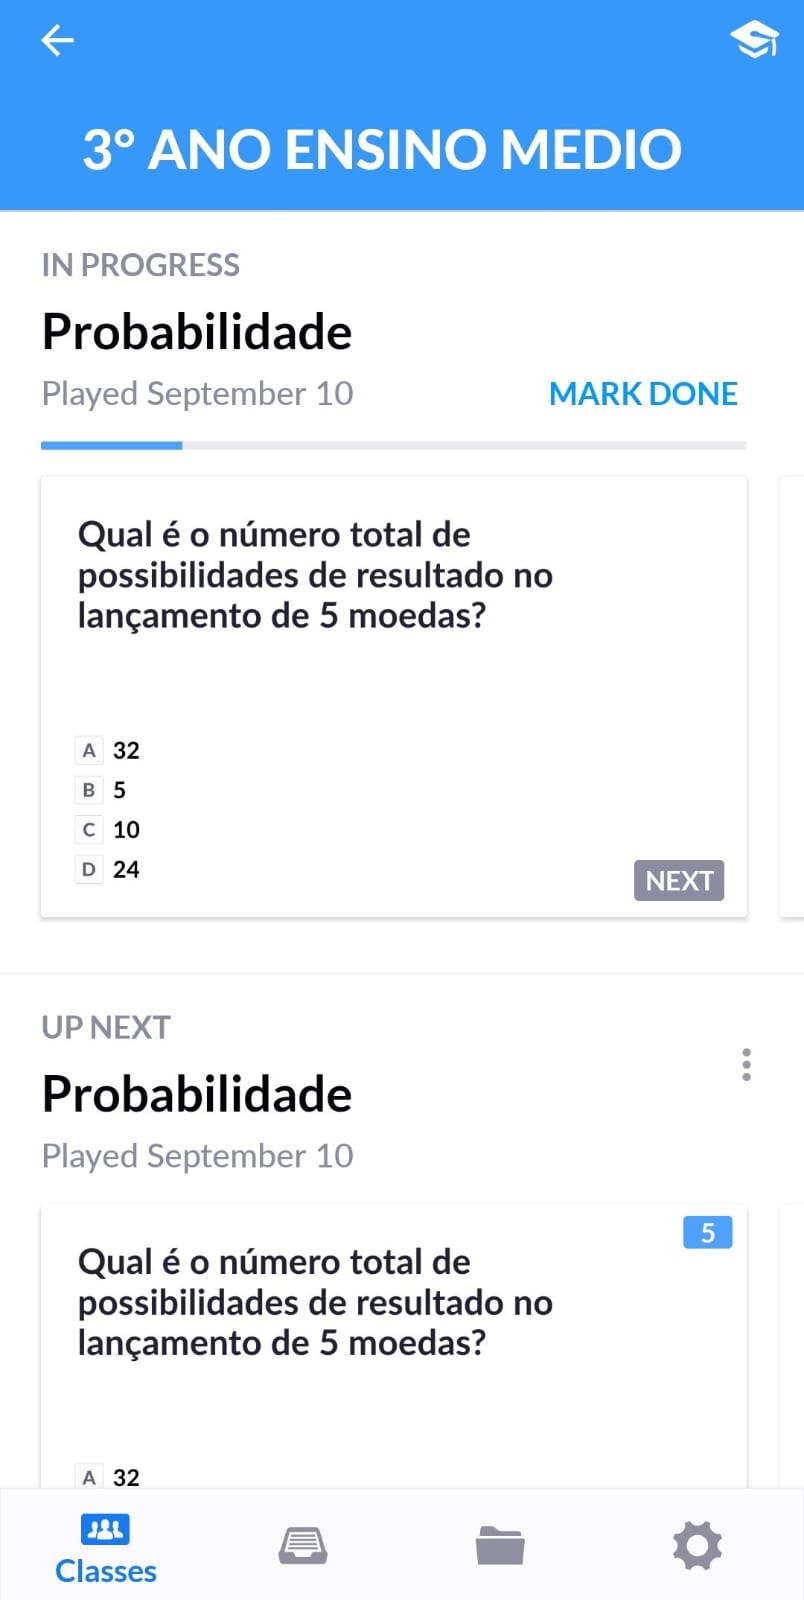 3° ANO ENSINO MEDIO
IN PROGRESS
Probabilidade
Played September 10
MARK DONE
Qual é o número total de
possibilidades de resultado no
lançamento de 5 moedas?
A 32
B 5
C 10
D 24
NEXT
UP NEXT
Probabilidade
Played September 10
5
Qual é o número total de
possibilidades de resultado no
lançamento de 5 moedas?
A 32
Classes